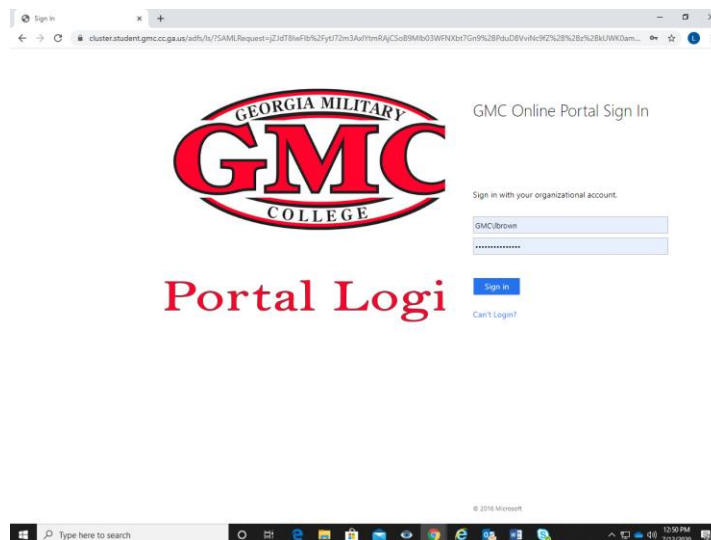 Sign In
cluster.student.gmc.cc.ga.us/adfs/ls/?SAMLRequest=
GEORGIA MILITARY
GMC
COLLEGE
Portal Logi
GMC Online Portal Sign In
Sign in with your organizational account.
GMC\lbrown
Sign in
Can't Login?
© 2016 Microsoft
Type here to search
12:50 PM